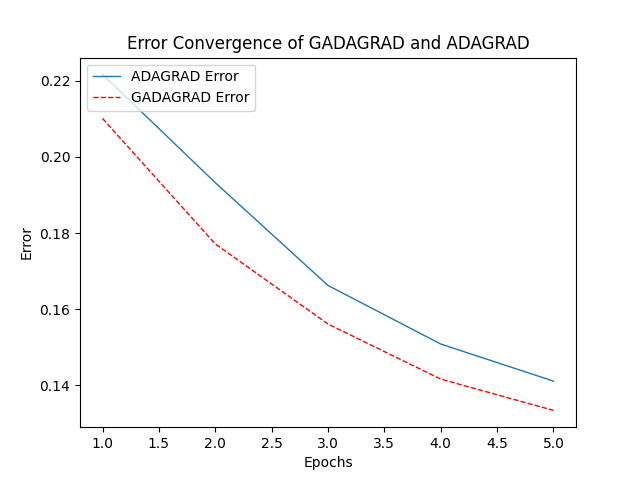 Error Convergence of GADAGRAD and ADAGRAD
ADAGRAD Error
GADAGRAD Error
0.22
0.20
0.18
0.16
0.14
Error
1.0 1.5 2.0 2.5 3.0 3.5 4.0 4.5 5.0
Epochs